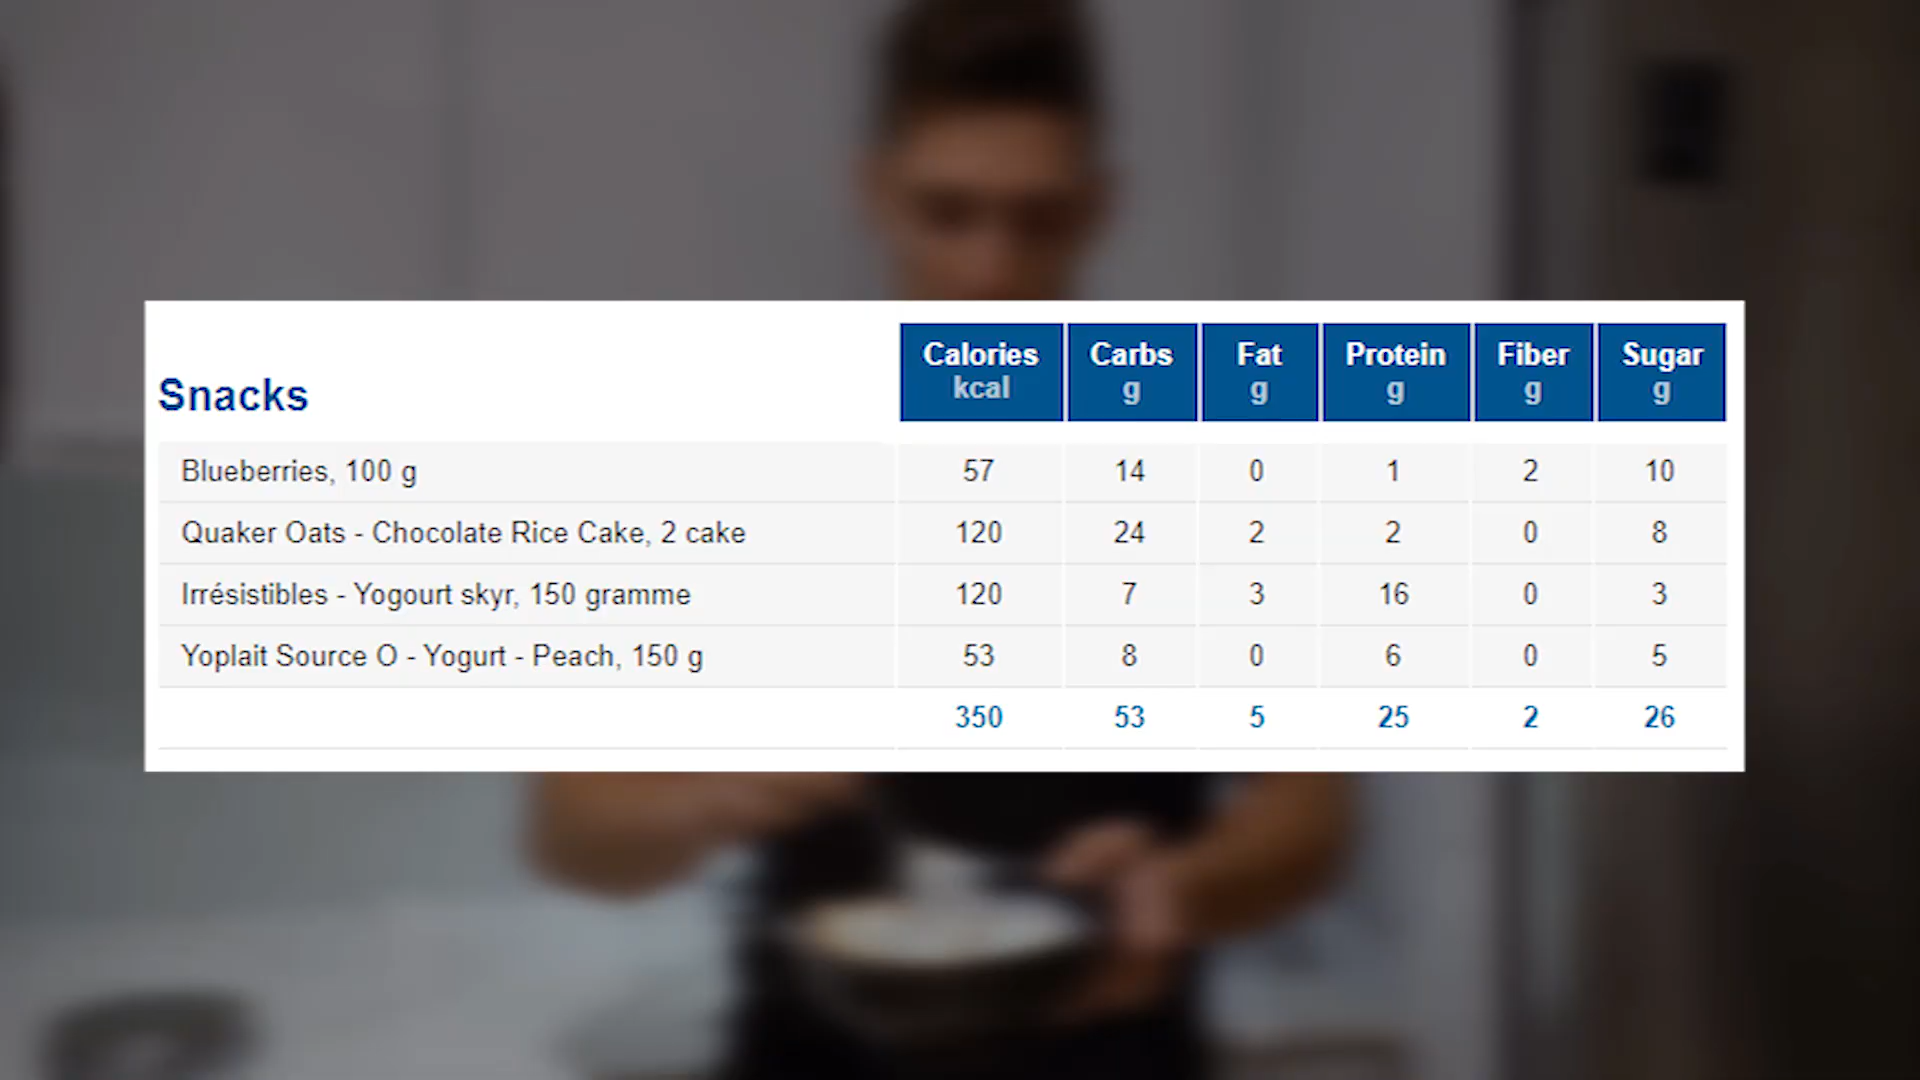 Snacks
Calories kcal Carbs g Fat g Protein g Fiber g Sugar g
Blueberries, 100 g 57 14 0 1 2 10
Quaker Oats - Chocolate Rice Cake, 2 cake 120 24 2 2 0 8
Irrésistibles - Yogourt skyr, 150 gramme 120 7 3 16 0 3
Yoplait Source O - Yogurt - Peach, 150 g 53 8 0 6 0 5
350 53 5 25 2 26